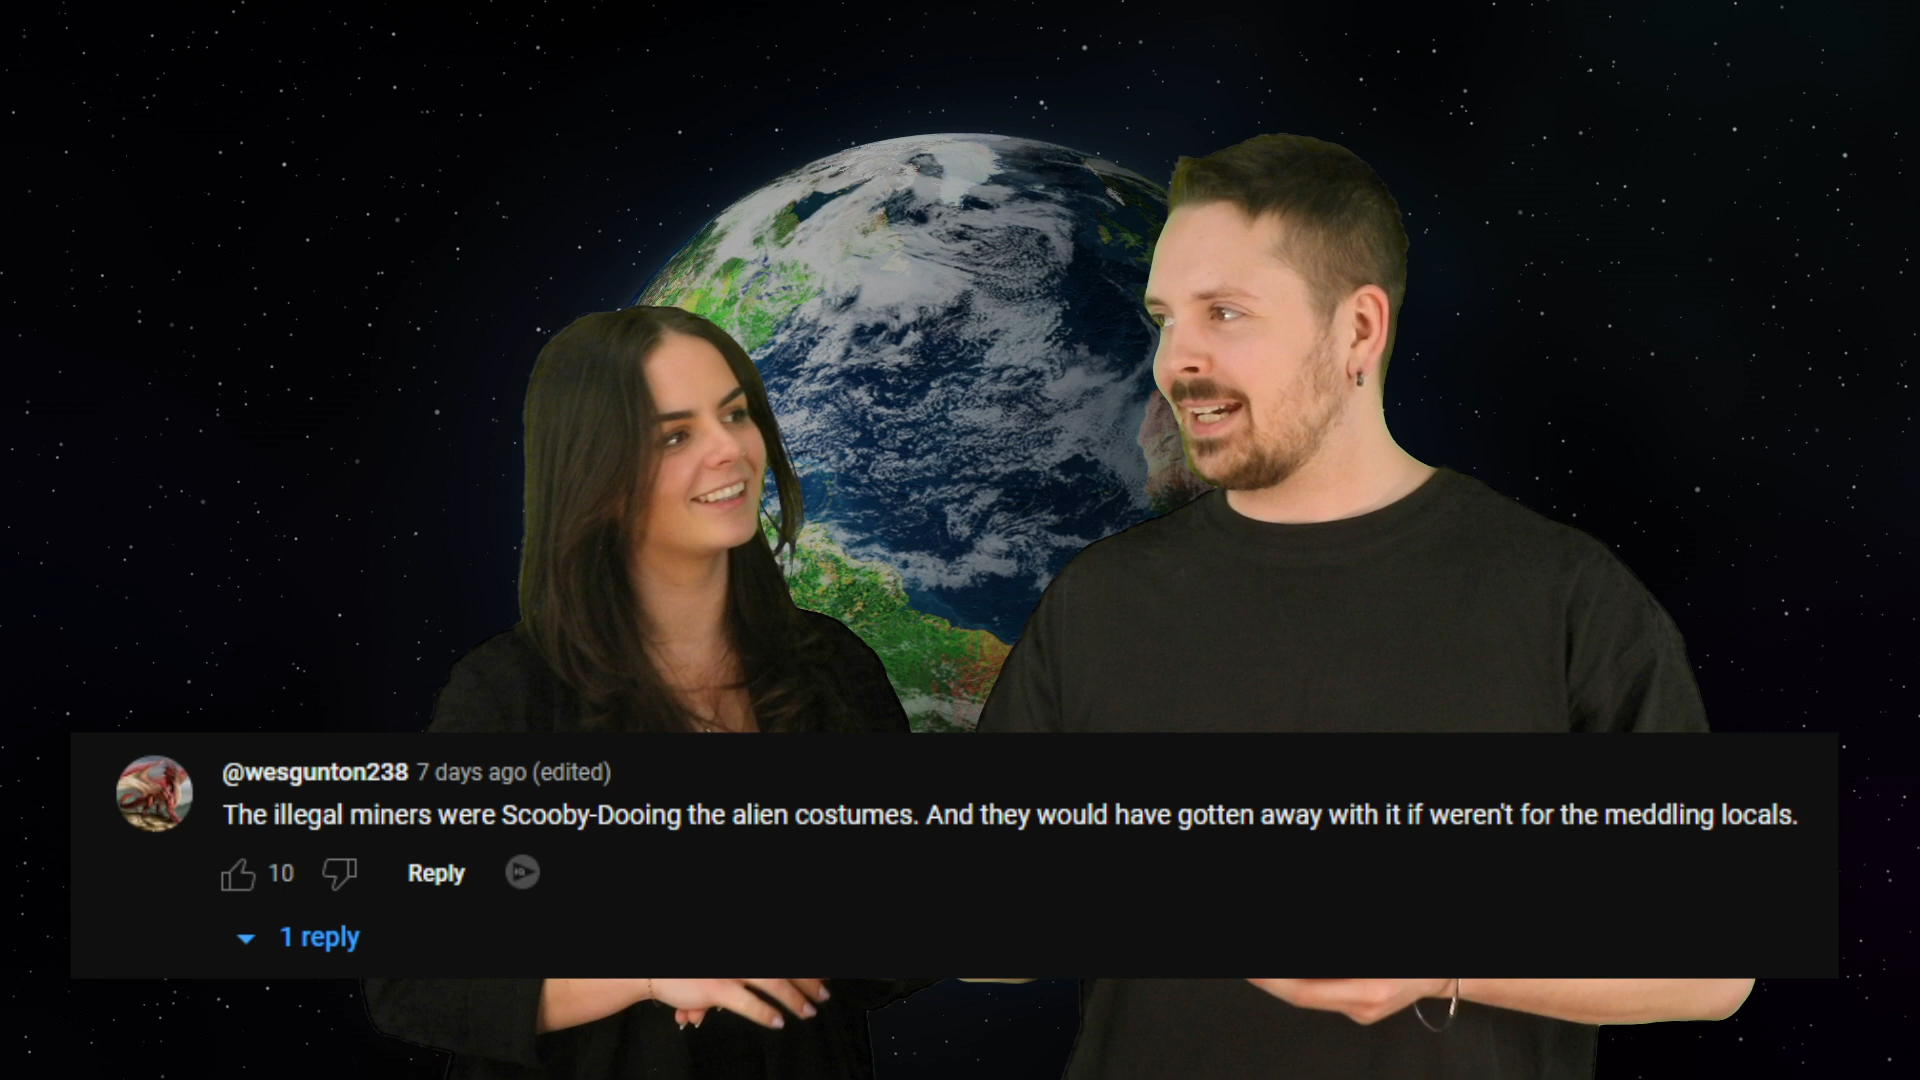 @wesgunton238 7 days ago (edited)
The illegal miners were Scooby-Dooing the alien costumes. And they would have gotten away with it if weren't for the meddling locals.
10 Reply
1 reply